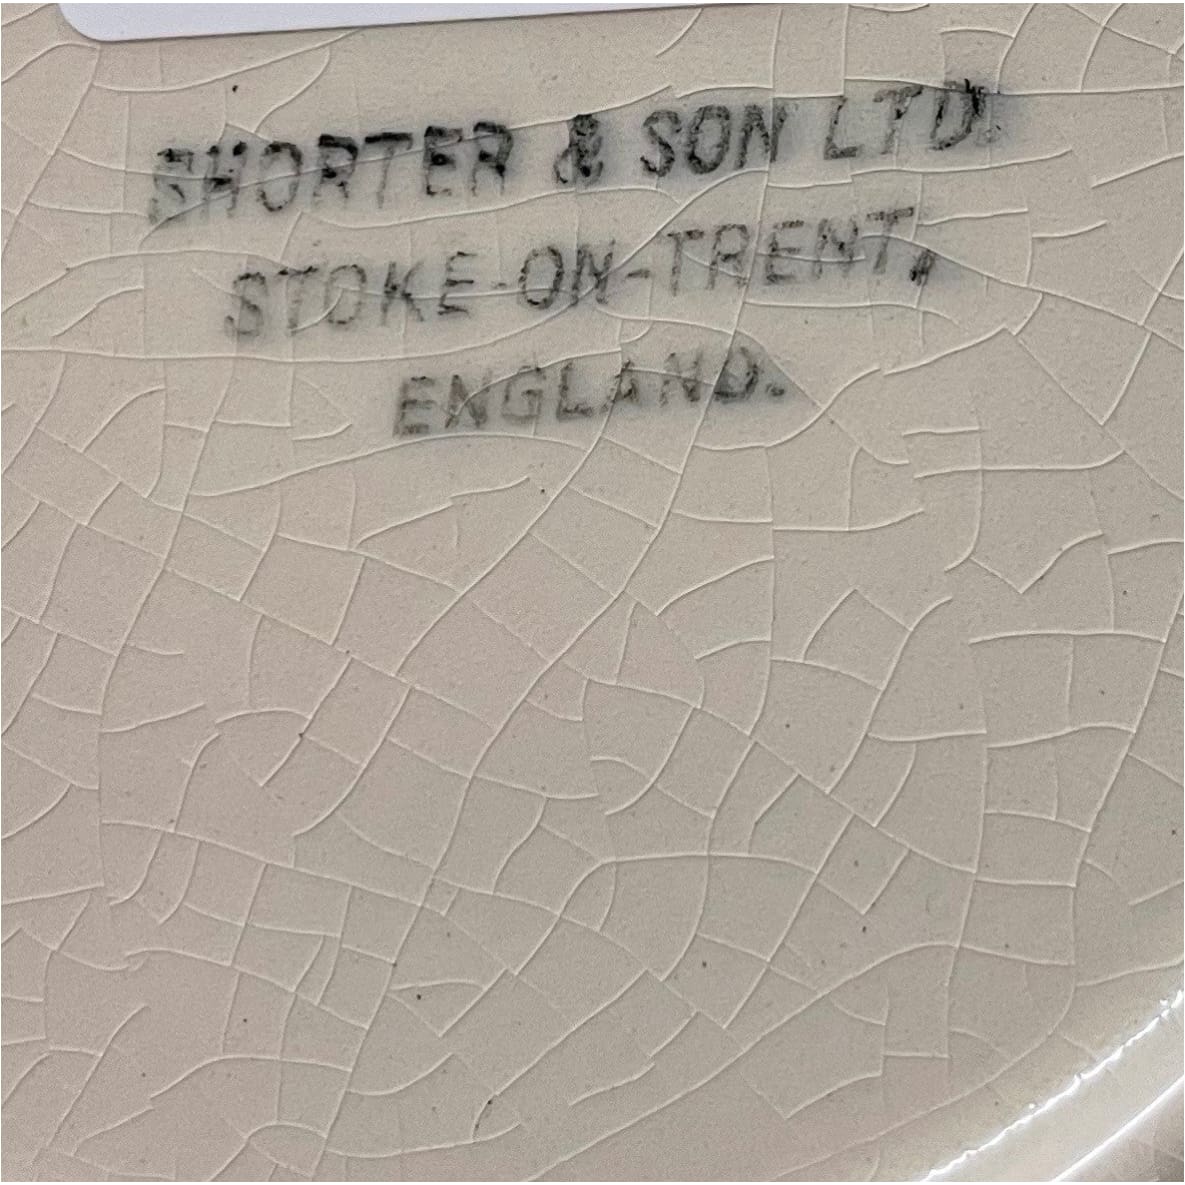 SHORTER & SON LTD.
STOKE-ON-TRENT,
ENGLAND.